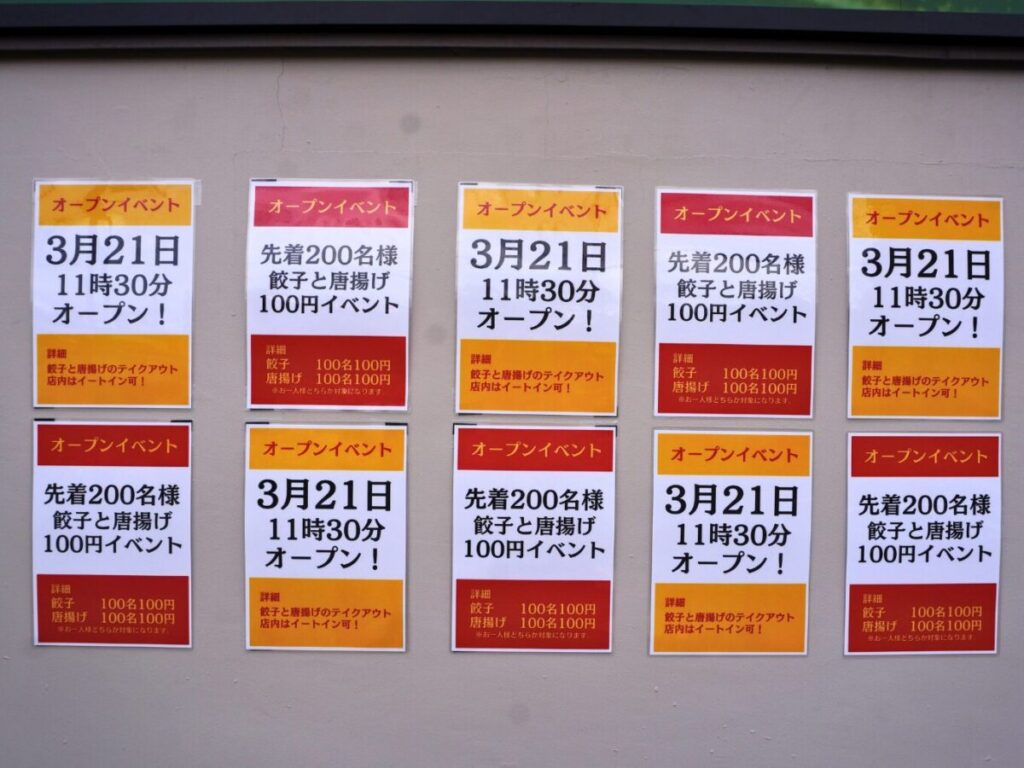 オープンイベント
3月21日
11時30分
オープン！
詳細
餃子と唐揚げのテイクアウト
店内はイートイン可！
オープンイベント
先着200名様
餃子と唐揚げ
100円イベント
詳細
餃子 100名100円
唐揚げ 100名100円
※お一人様どちらか対象になります。
オープンイベント
3月21日
11時30分
オープン！
詳細
餃子と唐揚げのテイクアウト
店内はイートイン可！
オープンイベント
先着200名様
餃子と唐揚げ
100円イベント
詳細
餃子 100名100円
唐揚げ 100名100円
※お一人様どちらか対象になります。
オープンイベント
3月21日
11時30分
オープン！
詳細
餃子と唐揚げのテイクアウト
店内はイートイン可！
オープンイベント
先着200名様
餃子と唐揚げ
100円イベント
詳細
餃子 100名100円
唐揚げ 100名100円
※お一人様どちらか対象になります。
オープンイベント
3月21日
11時30分
オープン！
詳細
餃子と唐揚げのテイクアウト
店内はイートイン可！
オープンイベント
先着200名様
餃子と唐揚げ
100円イベント
詳細
餃子 100名100円
唐揚げ 100名100円
※お一人様どちらか対象になります。
オープンイベント
3月21日
11時30分
オープン！
詳細
餃子と唐揚げのテイクアウト
店内はイートイン可！
オープンイベント
先着200名様
餃子と唐揚げ
100円イベント
詳細
餃子 100名100円
唐揚げ 100名100円
※お一人様どちらか対象になります。